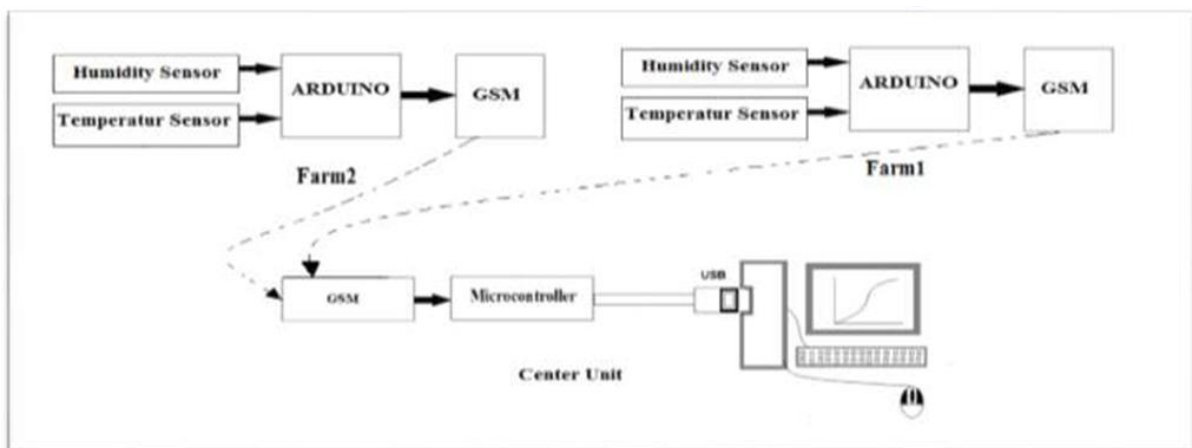 Humidity Sensor
Temperatur Sensor
ARDUINO
GSM
Farm2
Humidity Sensor
Temperatur Sensor
ARDUINO
GSM
Farm1
GSM
Microcontroller
USB
Center Unit